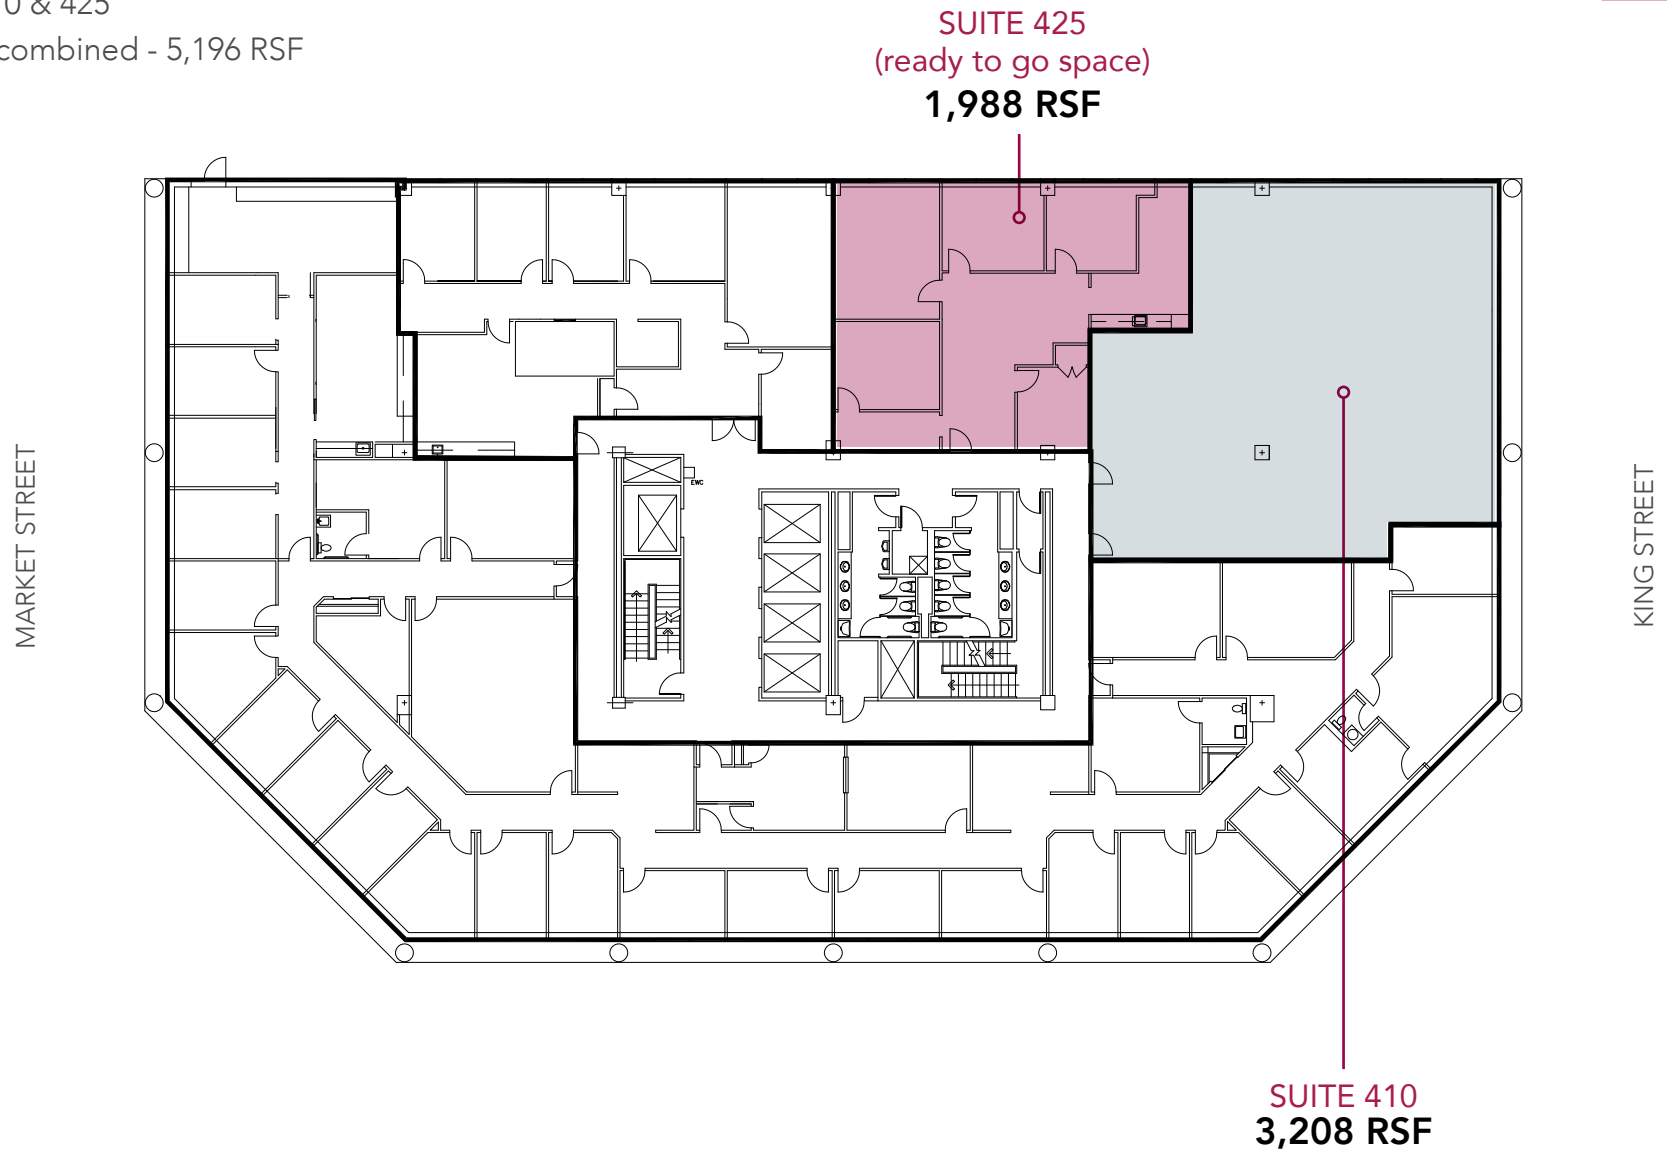 0 & 425
combined - 5,196 RSF
SUITE 425
(ready to go space)
1,988 RSF
MARKET STREET
EWC
KING STREET
SUITE 410
3,208 RSF